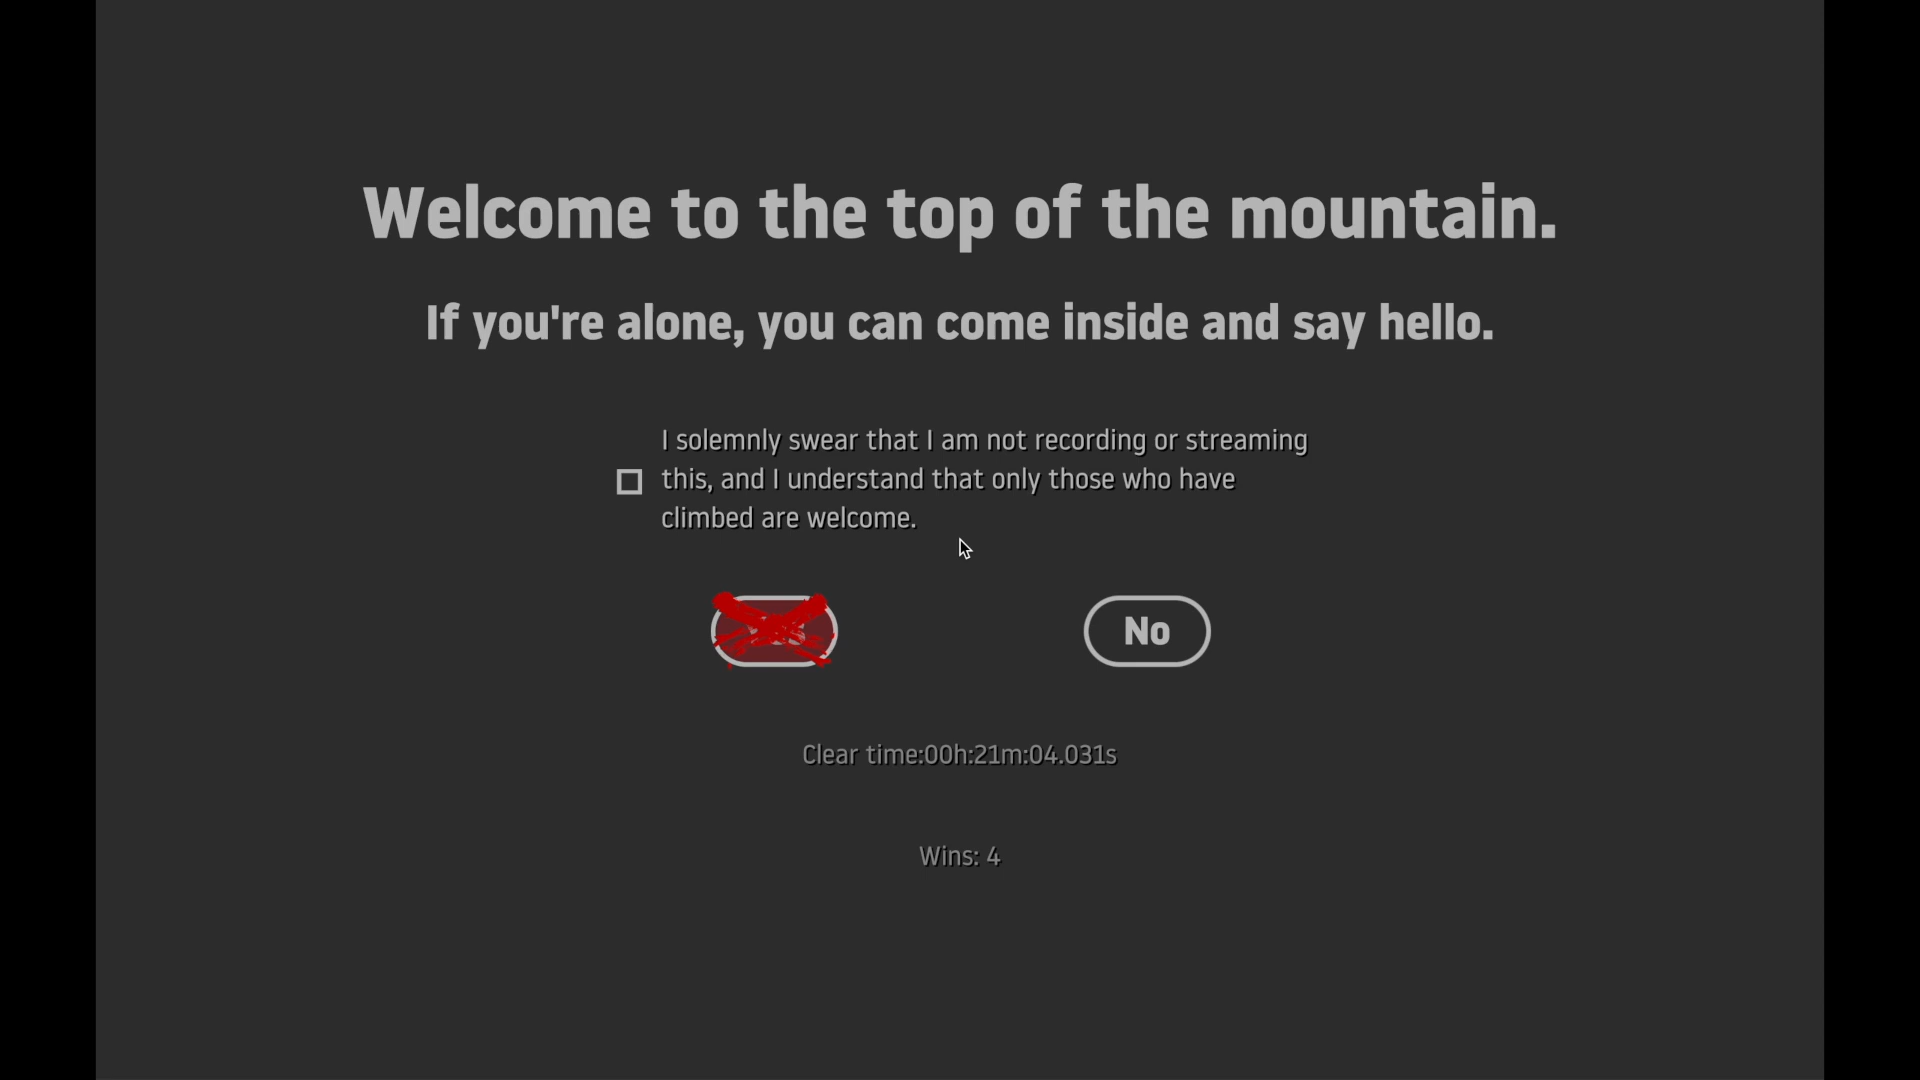 Welcome to the top of the mountain.
If you're alone, you can come inside and say hello.
I solemnly swear that I am not recording or streaming
this, and I understand that only those who have
climbed are welcome.
No
Clear time:00h:21m:04.031s
Wins: 4